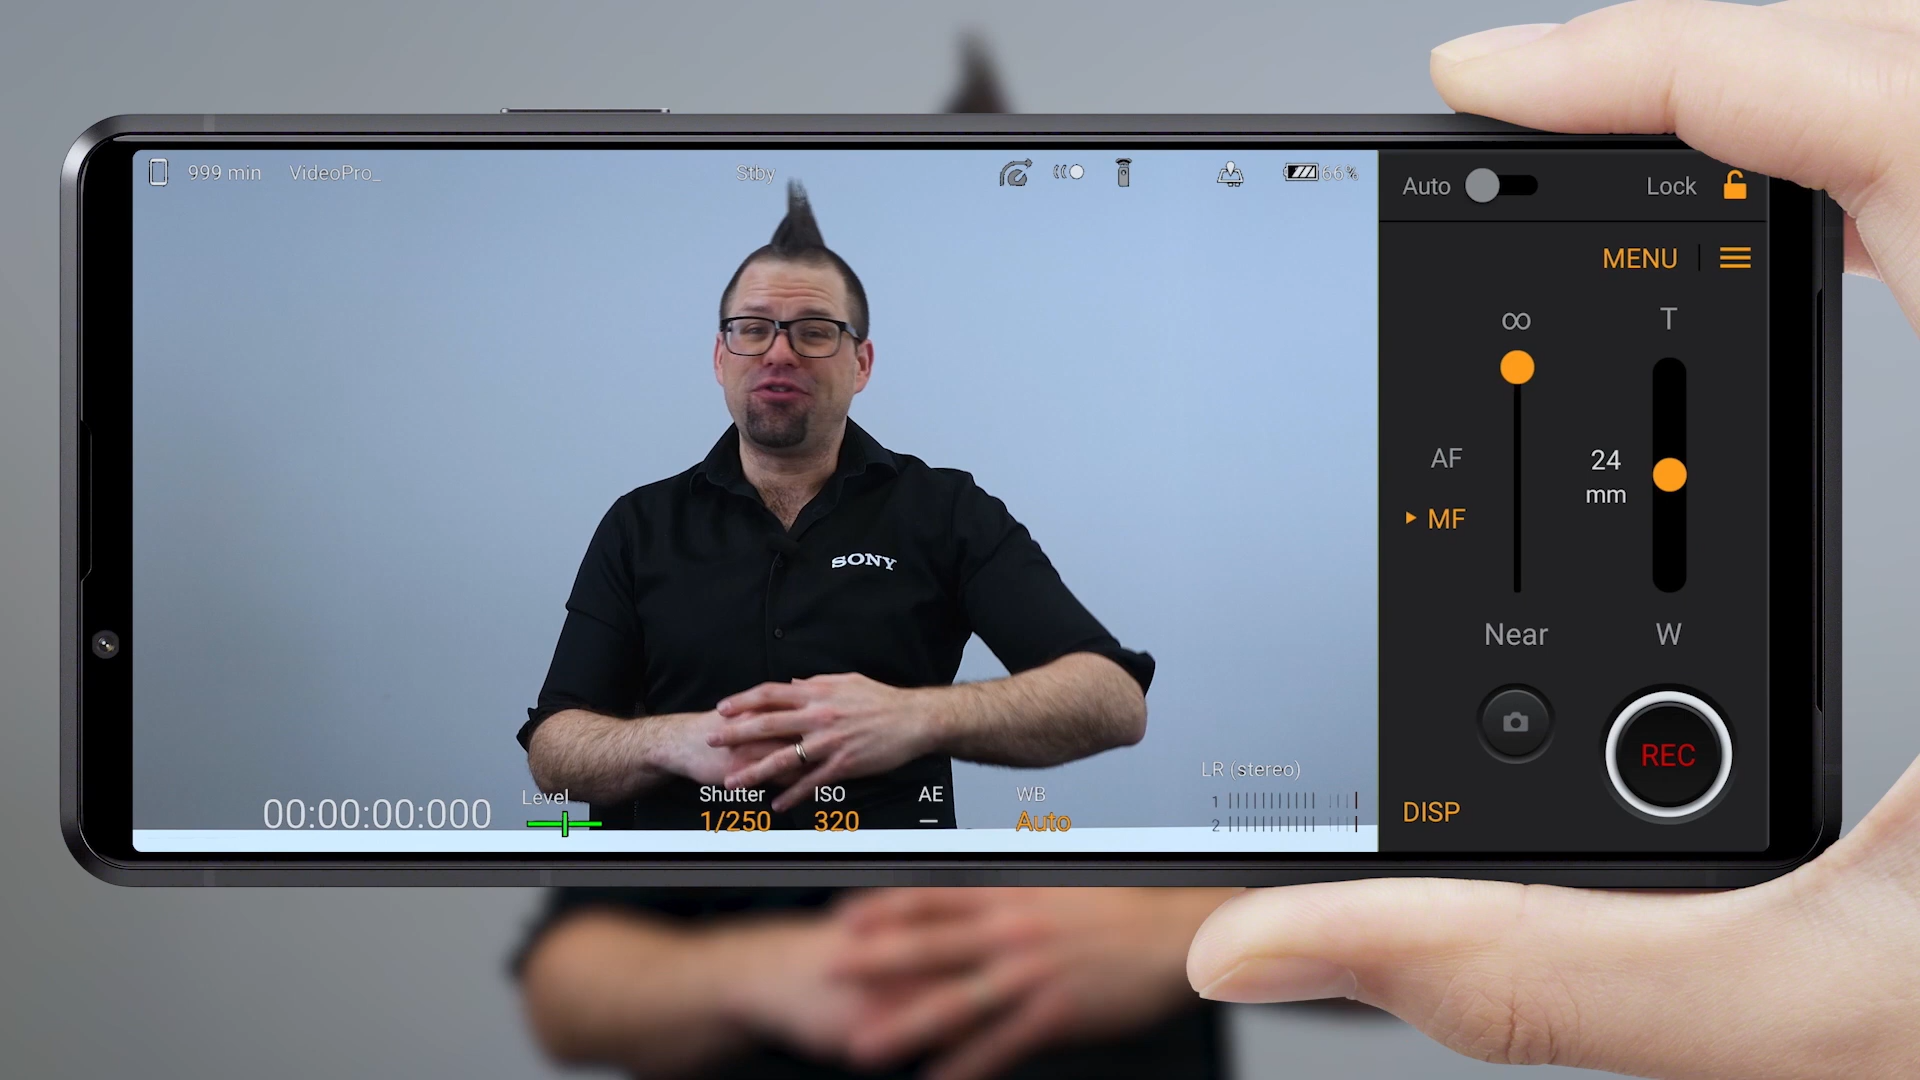 999 min VideoPro_ Stby 66%
Auto Lock
MENU
∞ T
AF
MF
24
mm
Near W
SONY
REC
DISP
LR (stereo)
1
2
00:00:00:000
Level
Shutter ISO AE WB
1/250 320 — Auto